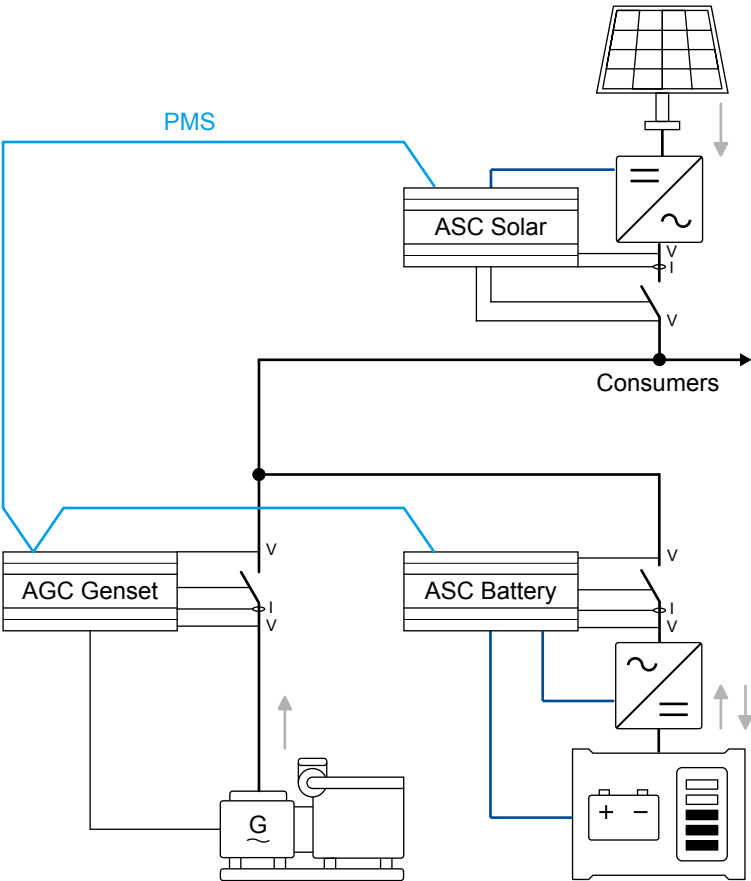 PMS
ASC Solar
V
I
V
Consumers
V
V
AGC Genset
ASC Battery
I
V
I
V
G
+ −